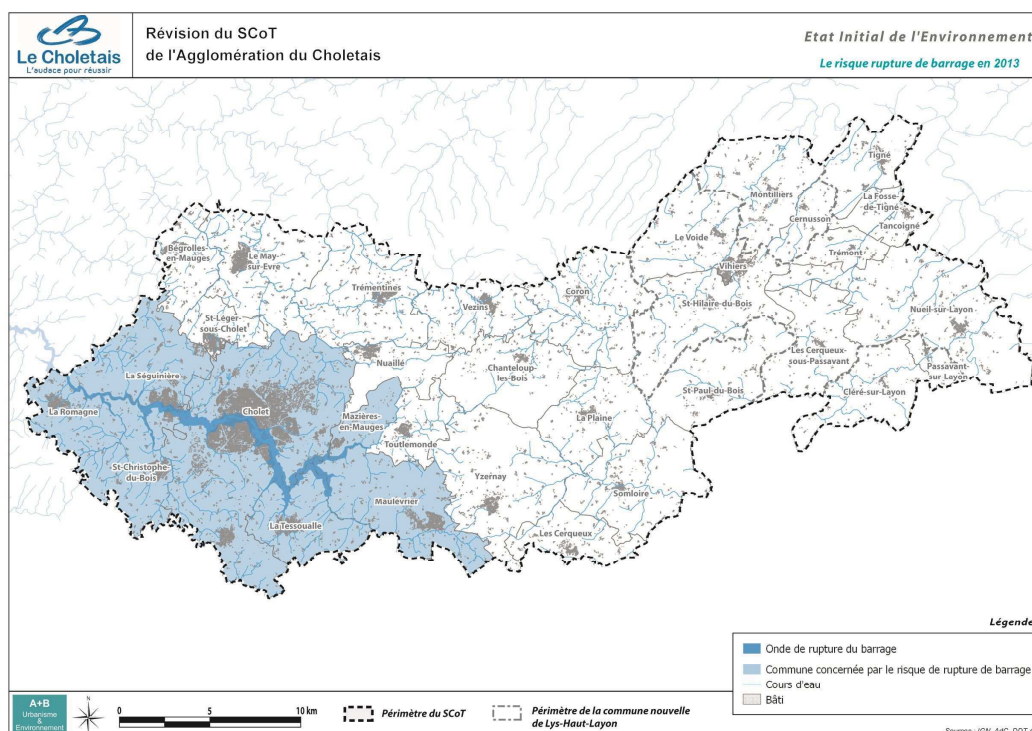 Le Choletais
L'audace pour réussir
Révision du SCoT
de l'Agglomération du Choletais
Etat Initial de l'Environnement
Le risque rupture de barrage en 2013
Tigné
Montilliers
La Fosse-
de-Tigné
Cernusson
Tancoigné
Le Voide
Trémont
Bégrolles-
en-Mauges
Le May-
sur-Evre
Vihiers
Trémentines
Coron
Vezins
St-Hilaire-du-Bois
Nueil-sur-Layon
St-Léger-
sous-Cholet
Nuaillé
Les Cerqueux-
sous-Passavant
Passavant-
sur-Layon
Chanteloup-
les-Bois
La Séguinière
St-Paul-du-Bois
Cléré-sur-Layon
La Romagne
Cholet
Mazières-
en-Mauges
La Plaine
Toutlemonde
St-Christophe-
du-Bois
Yzernay
Somloire
Maulévrier
La Tessoualle
Les Cerqueux
Légende
Onde de rupture du barrage
Commune concernée par le risque de rupture de barrage
Cours d'eau
Bâti
A+B
Urbanisme
&
Environnement
N
0 5 10 km
Périmètre du SCoT
Périmètre de la commune nouvelle
de Lys-Haut-Layon
Sources : IGN, AdC, DDT